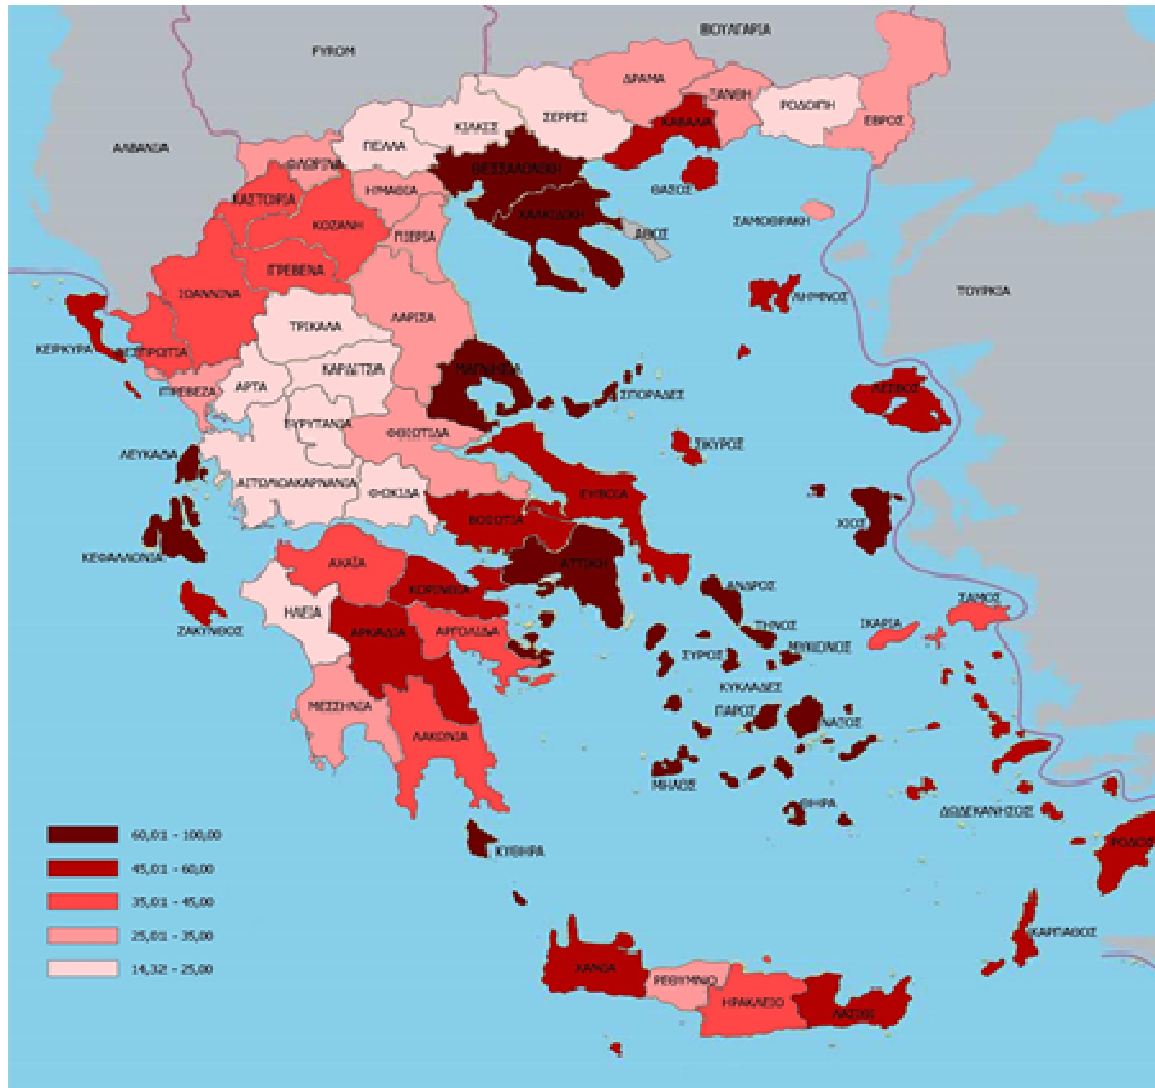 ΒΟΥΛΓΑΡΙΑ
FYROM
ΔΡΑΜΑ
ΞΑΝΘΗ
ΡΟΔΟΠΗ
ΕΒΡΟΣ
ΣΕΡΡΕΣ
ΚΑΒΑΛΑ
ΚΙΛΚΙΣ
ΠΕΛΛΑ
ΑΛΒΑΝΙΑ
ΦΛΩΡΙΝΑ
ΘΕΣΣΑΛΟΝΙΚΗ
ΗΜΑΘΙΑ
ΘΑΣΟΣ
ΚΑΣΤΟΡΙΑ
ΧΑΛΚΙΔΙΚΗ
ΣΑΜΟΘΡΑΚΗ
ΚΟΖΑΝΗ
ΠΙΕΡΙΑ
ΑΘΟΣ
ΓΡΕΒΕΝΑ
ΙΩΑΝΝΙΝΑ
ΛΗΜΝΟΣ
ΤΟΥΡΚΙΑ
ΛΑΡΙΣΑ
ΤΡΙΚΑΛΑ
ΚΕΡΚΥΡΑ
ΘΕΣΠΡΩΤΙΑ
ΚΑΡΔΙΤΣΑ
ΜΑΓΝΗΣΙΑ
ΑΡΤΑ
ΠΡΕΒΕΖΑ
ΣΠΟΡΑΔΕΣ
ΛΕΣΒΟΣ
ΕΥΡΥΤΑΝΙΑ
ΦΘΙΟΤΙΔΑ
ΣΚΥΡΟΣ
ΛΕΥΚΑΔΑ
ΑΙΤΩΛΟΑΚΑΡΝΑΝΙΑ
ΦΩΚΙΔΑ
ΕΥΒΟΙΑ
ΒΟΙΩΤΙΑ
ΧΙΟΣ
ΚΕΦΑΛΛΟΝΙΑ
ΑΧΑΪΑ
ΑΤΤΙΚΗ
ΚΟΡΙΝΘΙΑ
ΑΝΔΡΟΣ
ΣΑΜΟΣ
ΗΛΕΙΑ
ΖΑΚΥΝΘΟΣ
ΑΡΚΑΔΙΑ
ΑΡΓΟΛΙΔΑ
ΤΗΝΟΣ
ΙΚΑΡΙΑ
ΜΥΚΟΝΟΣ
ΣΥΡΟΣ
ΚΥΚΛΑΔΕΣ
ΜΕΣΣΗΝΙΑ
ΠΑΡΟΣ
ΝΑΞΟΣ
ΛΑΚΩΝΙΑ
ΜΗΛΟΣ
ΘΗΡΑ
ΔΩΔΕΚΑΝΗΣΟΣ
60,01 - 100,00
ΡΟΔΟΣ
ΚΥΘΗΡΑ
45,01 - 60,00
35,01 - 45,00
25,01 - 35,00
ΚΑΡΠΑΘΟΣ
14,32 - 25,00
ΧΑΝΙΑ
ΡΕΘΥΜΝΟ
ΗΡΑΚΛΕΙΟ
ΛΑΣΙΘΙ